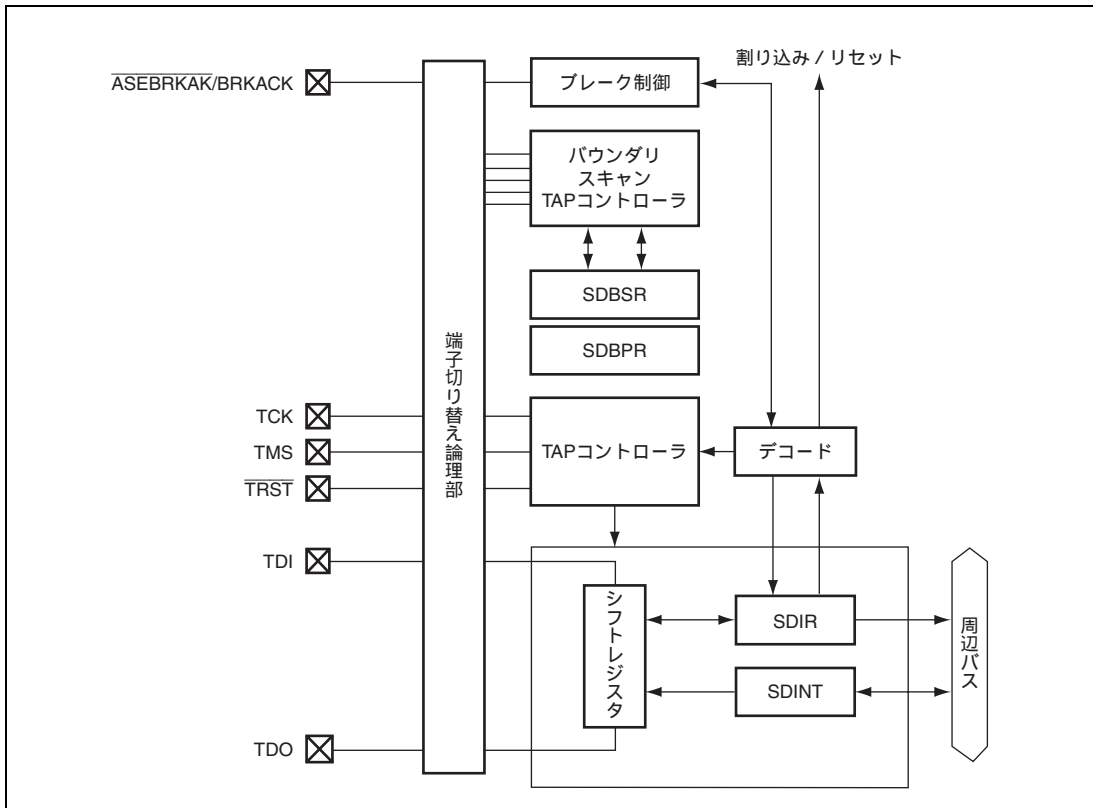 割り込み / リセット
ASEBRKAK/BRKACK
ブレーク制御
バウンダリ
スキャン
TAPコントローラ
SDBSR
SDBPR
端子切り替え論理部
TCK
TMS
TRST
TAPコントローラ
デコード
TDI
TDO
シフトレジスタ
SDIR
SDINT
周辺バス